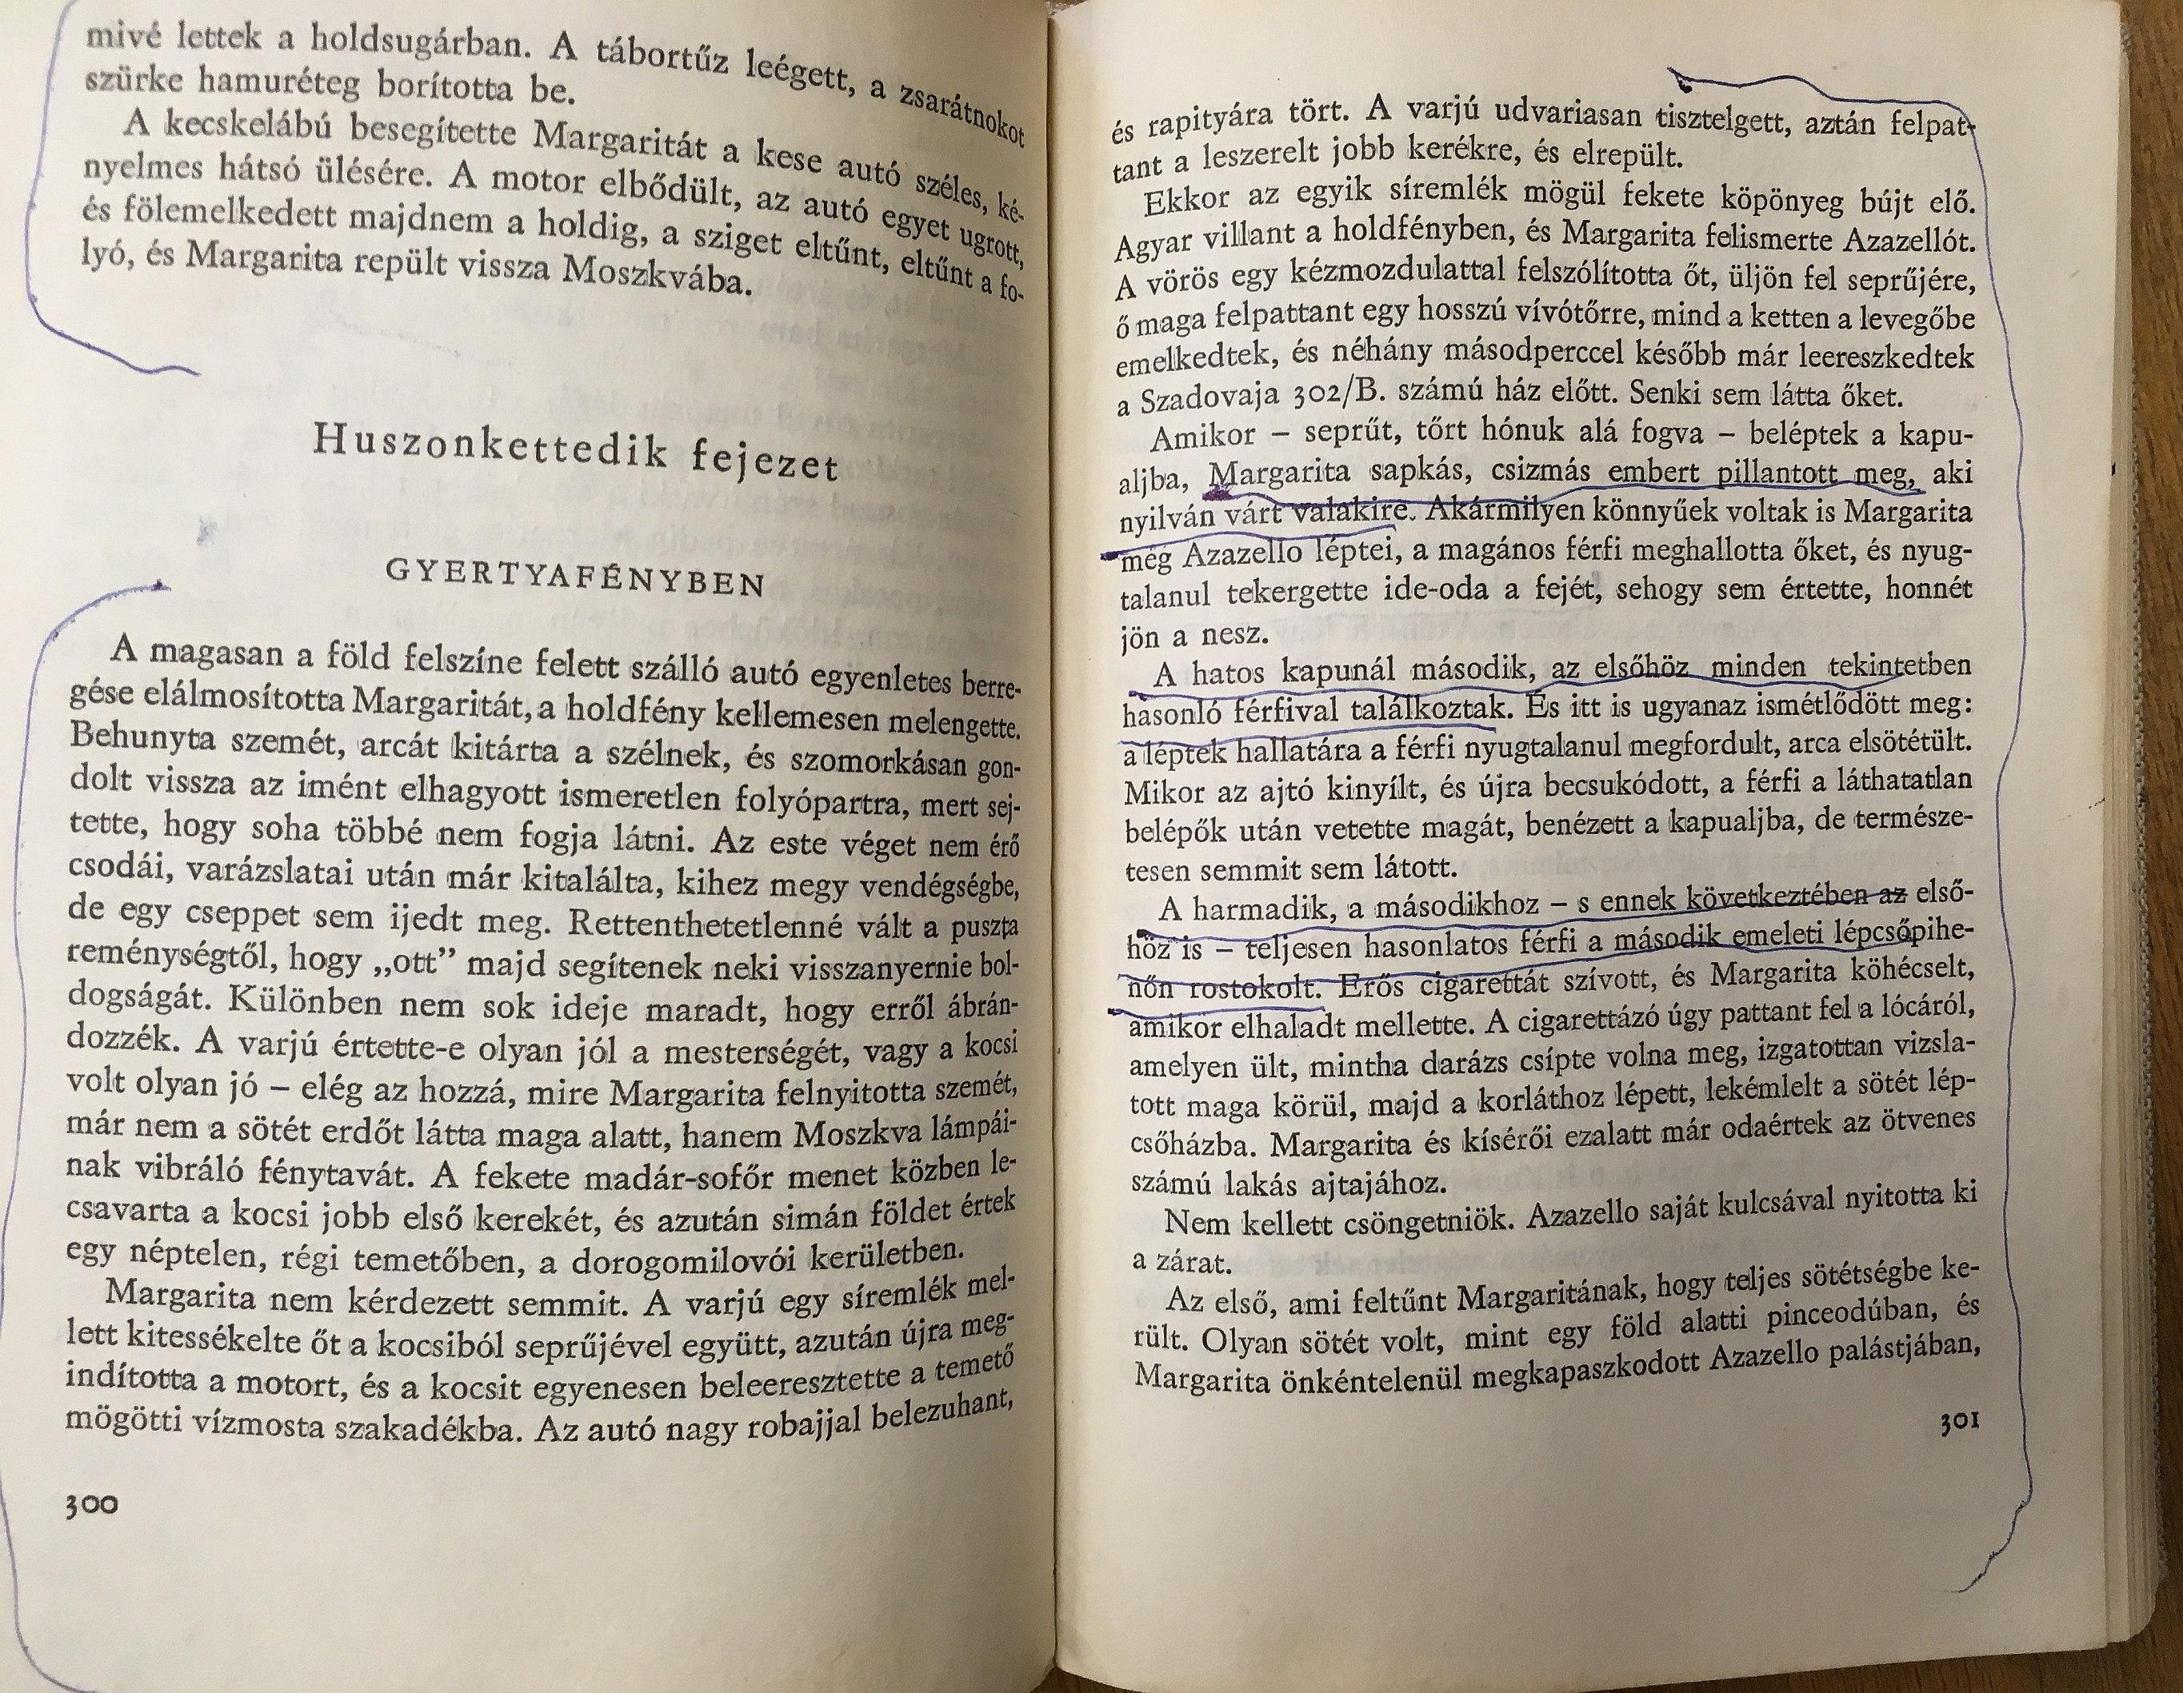 mivé lettek a holdsugárban. A tábortűz leégett, a zsarátnokot
szürke hamuréteg borította be.
A kecskelábú besegítette Margaritát a kese autó széles, ké-
nyelmes hátsó ülésére. A motor elbődült, az autó egyet ugrott,
és fölemelkedett majdnem a holdig, a sziget eltűnt, eltűnt a fo-
lyó, és Margarita repült vissza Moszkvába.
Huszonkettedik fejezet
GYERTYAFÉNYBEN
A magasan a föld felszíne felett szálló autó egyenletes berre-
gése elálmosította Margaritát, a holdfény kellemesen melengette.
Behunyta szemét, arcát kitárta a szélnek, és szomorkásan gon-
dolt vissza az imént elhagyott ismeretlen folyópartra, mert sej-
tette, hogy soha többé nem fogja látni. Az este véget nem érő
csodái, varázslatai után már kitalálta, kihez megy vendégségbe,
de egy cseppet sem ijedt meg. Rettenthetetlenné vált a puszta
reménységtől, hogy „ott” majd segítenek neki visszanyernie bol-
dogságát. Különben nem sok ideje maradt, hogy erről ábrán-
dozzék. A varjú értette-e olyan jól a mesterségét, vagy a kocsi
volt olyan jó – elég az hozzá, mire Margarita felnyitotta szemét,
már nem a sötét erdőt látta maga alatt, hanem Moszkva lámpái-
nak vibráló fénytavát. A fekete madár-sofőr menet közben le-
csavarta a kocsi jobb első kerekét, és azután simán földet értek
egy néptelen, régi temetőben, a dorogomilovói kerületben.
Margarita nem kérdezett semmit. A varjú egy síremlék mel-
lett kitessékelte őt a kocsiból seprűjével együtt, azután újra meg-
indította a motort, és a kocsit egyenesen beleeresztette a temető
mögötti vízmosta szakadékba. Az autó nagy robajjal belezuhant,
300
és rapityára tört. A varjú udvariasan tisztelgett, aztán felpat-
tant a leszerelt jobb kerékre, és elrepült.
Ekkor az egyik síremlék mögül fekete köpönyeg bújt elő.
Agyar villant a holdfényben, és Margarita felismerte Azazellót.
A vörös egy kézmozdulattal felszólította őt, üljön fel seprűjére,
ő maga felpattant egy hosszú vívótőrre, mind a ketten a levegőbe
emelkedtek, és néhány másodperccel később már leereszkedtek
a Szadovaja 302/B. számú ház előtt. Senki sem látta őket.
Amikor – seprűt, tőrt hónuk alá fogva – beléptek a kapu-
aljba, Margarita sapkás, csizmás embert pillantott meg, aki
nyilván várt valakire. Akármilyen könnyűek voltak is Margarita
meg Azazello léptei, a magános férfi meghallotta őket, és nyug-
talanul tekergette ide-oda a fejét, sehogy sem értette, honnét
jön a nesz.
A hatos kapunál második, az elsőhöz minden tekintetben
hasonló férfival találkoztak. És itt is ugyanaz ismétlődött meg:
a léptek hallatára a férfi nyugtalanul megfordult, arca elsötétült.
Mikor az ajtó kinyílt, és újra becsukódott, a férfi a láthatatlan
belépők után vetette magát, benézett a kapualjba, de természe-
tesen semmit sem látott.
A harmadik, a másodikhoz – s ennek következtében az első-
höz is – teljesen hasonlatos férfi a második emeleti lépcsőpihe-
nőn rostokolt. Erős cigarettát szívott, és Margarita köhécselt,
amikor elhaladt mellette. A cigarettázó úgy pattant fel a lócáról,
amelyen ült, mintha darázs csípte volna meg, izgatottan vizsla-
tott maga körül, majd a korláthoz lépett, lekémlelt a sötét lép-
csőházba. Margarita és kísérői ezalatt már odaértek az ötvenes
számú lakás ajtajához.
Nem kellett csöngetniök. Azazello saját kulcsával nyitotta ki
a zárat.
Az első, ami feltűnt Margaritának, hogy teljes sötétségbe ke-
rült. Olyan sötét volt, mint egy föld alatti pinceodúban, és
Margarita önkéntelenül megkapaszkodott Azazello palástjában,
301